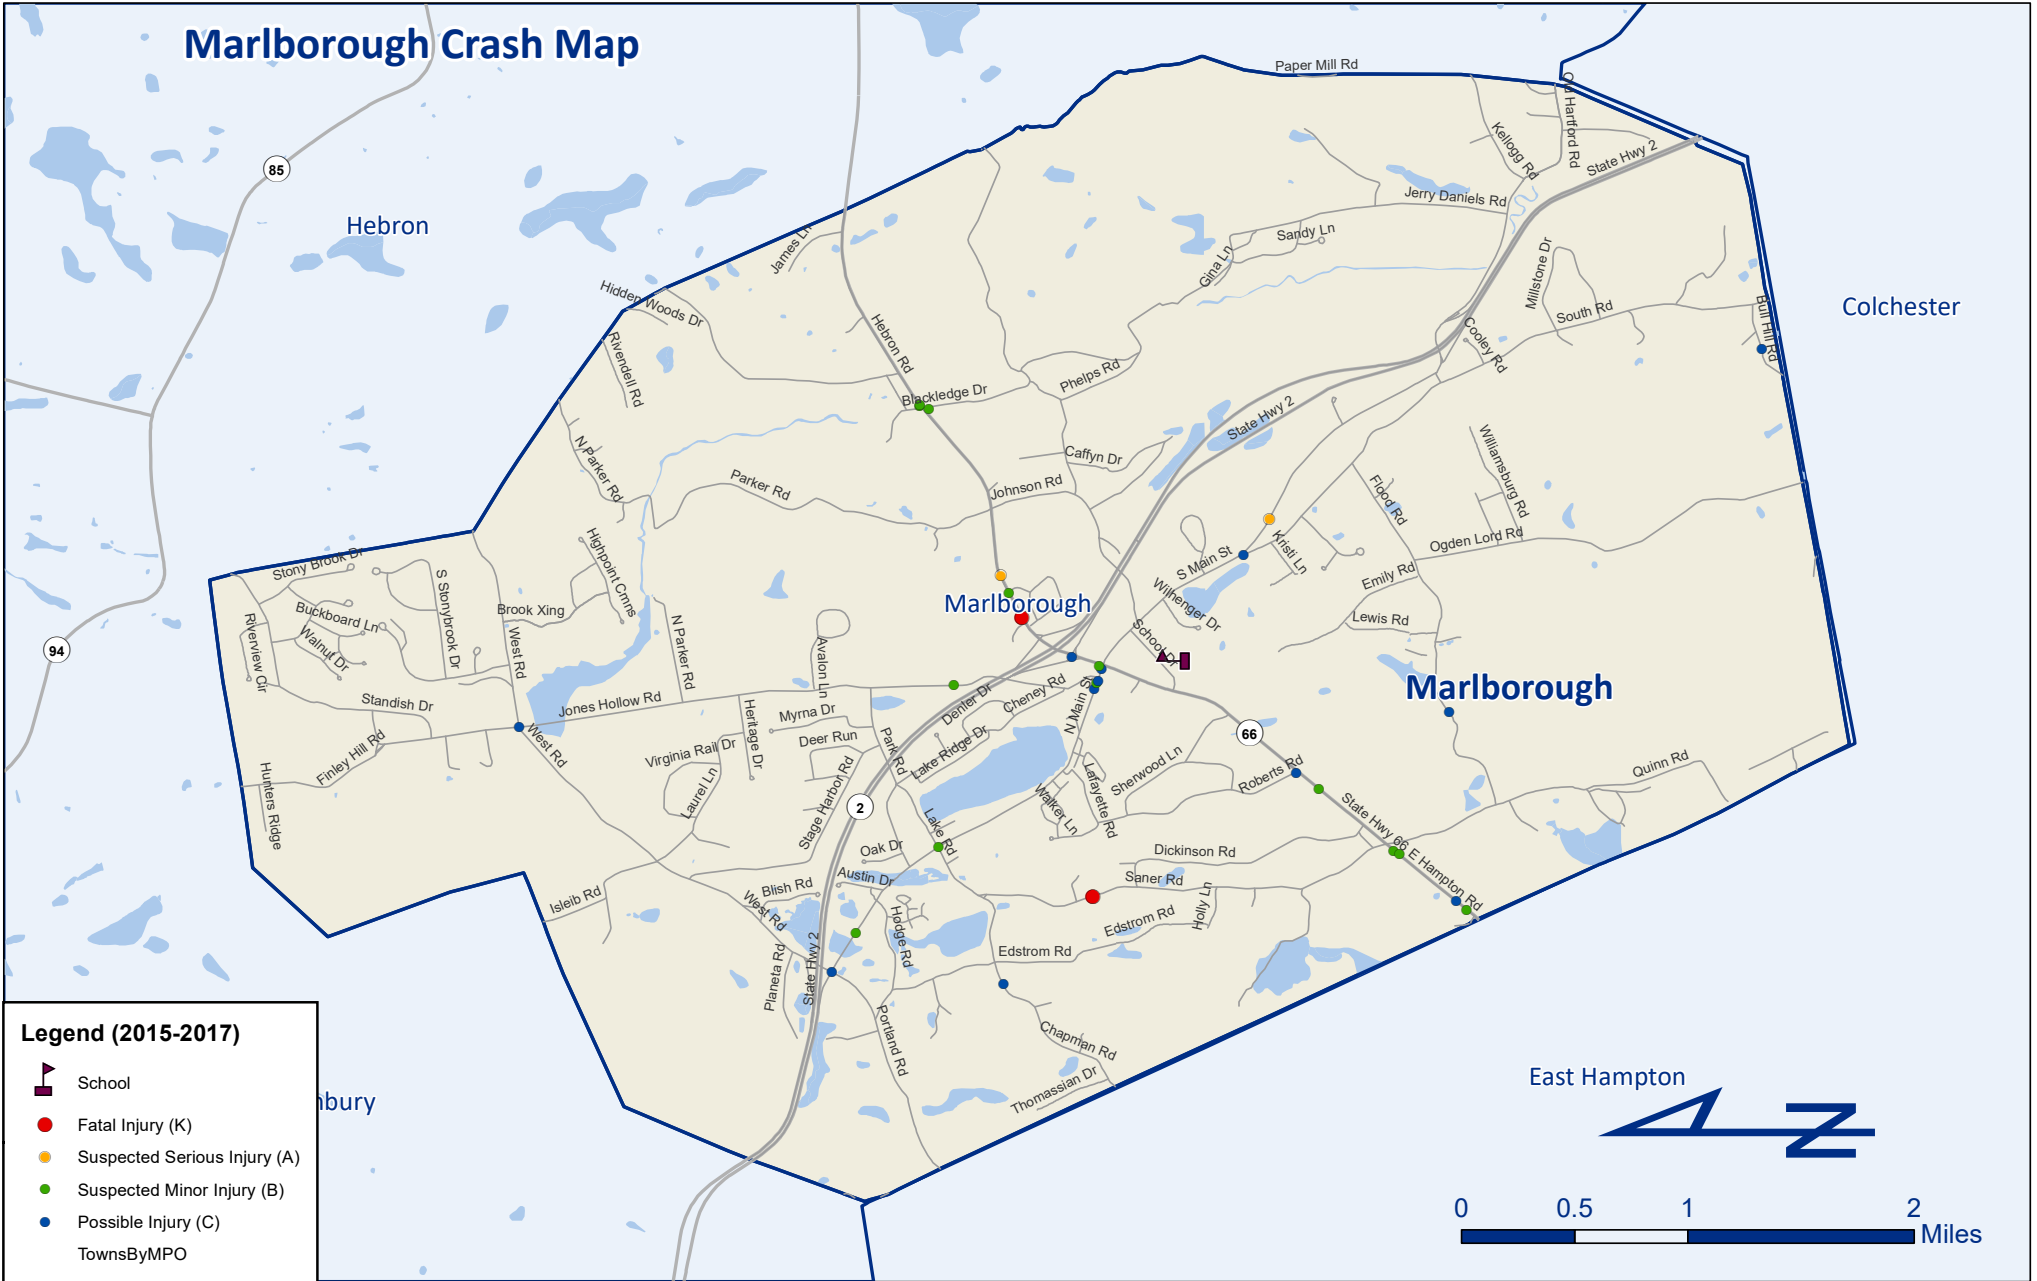 Marlborough Crash Map
Paper Mill Rd
Old Hartford Rd
Kellogg Rd
State Hwy 2
85
Jerry Daniels Rd
Hebron
Sandy Ln
James Ln
Gina Ln
Millstone Dr
Hidden Woods Dr
South Rd
Bull Hill Rd
Colchester
Hebron Rd
Cooley Rd
Rivendell Rd
Phelps Rd
Blackledge Dr
State Hwy 2
N Parker Rd
Caffyn Dr
Williamsburg Rd
Parker Rd
Johnson Rd
Flood Rd
Ogden Lord Rd
Highpoint Cmns
Kristi Ln
S Main St
Stony Brook Dr
Emily Rd
S Stonybrook Dr
Wilhenger Dr
Buckboard Ln
Brook Xing
Marlborough
Lewis Rd
Riverview Cir
Walnut Dr
West Rd
N Parker Rd
Avalon Ln
School Dr
94
Marlborough
Standish Dr
Jones Hollow Rd
Denler Dr
Cheney Rd
N Main St
Heritage Dr
Myrna Dr
Deer Run
Park Rd
Lake Ridge Dr
66
Finley Hill Rd
West Rd
Virginia Rail Dr
Sherwood Ln
Roberts Rd
Quinn Rd
Hunters Ridge
Laurel Ln
Stage Harbor Rd
2
Walker Ln
Lafayette Rd
State Hwy 66
E Hampton Rd
Lake Rd
Oak Dr
Dickinson Rd
Austin Dr
Saner Rd
Isleib Rd
Blish Rd
West Rd
Holly Ln
Hodge Rd
Edstrom Rd
Edstrom Rd
Planeta Rd
State Hwy 2
Portland Rd
Chapman Rd
Thomassian Dr
East Hampton
nbury
Legend (2015-2017)
School
Fatal Injury (K)
Suspected Serious Injury (A)
Suspected Minor Injury (B)
Possible Injury (C)
TownsByMPO
N
0 0.5 1 2
Miles